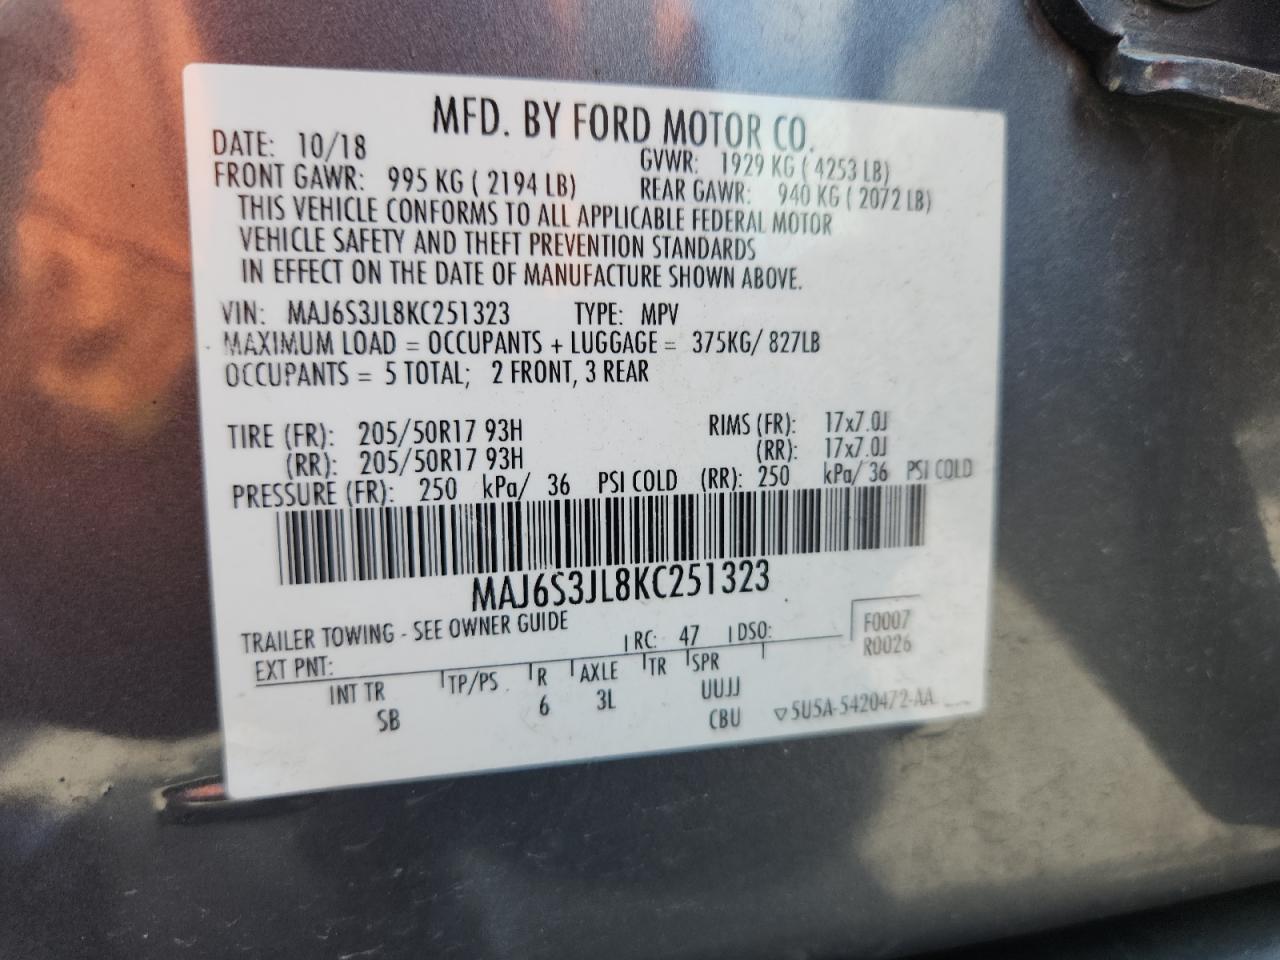 MFD. BY FORD MOTOR CO.
DATE: 10/18 GVWR: 1929 KG ( 4253 LB)
FRONT GAWR: 995 KG ( 2194 LB) REAR GAWR: 940 KG ( 2072 LB)
THIS VEHICLE CONFORMS TO ALL APPLICABLE FEDERAL MOTOR
VEHICLE SAFETY AND THEFT PREVENTION STANDARDS
IN EFFECT ON THE DATE OF MANUFACTURE SHOWN ABOVE.
VIN: MAJ6S3JL8KC251323 TYPE: MPV
MAXIMUM LOAD = OCCUPANTS + LUGGAGE = 375KG/ 827LB
OCCUPANTS = 5 TOTAL; 2 FRONT, 3 REAR
TIRE (FR): 205/50R17 93H RIMS (FR): 17x7.0J
(RR): 205/50R17 93H (RR): 17x7.0J
PRESSURE (FR): 250 kPa/ 36 PSI COLD (RR): 250 kPa/ 36 PSI COLD
MAJ6S3JL8KC251323
TRAILER TOWING - SEE OWNER GUIDE
EXT PNT: RC: 47 DSO: F0007
R0026
INT TR TP/PS R AXLE TR SPR
SB 6 3L UUJJ
CBU ▽5U5A-5420472-AA